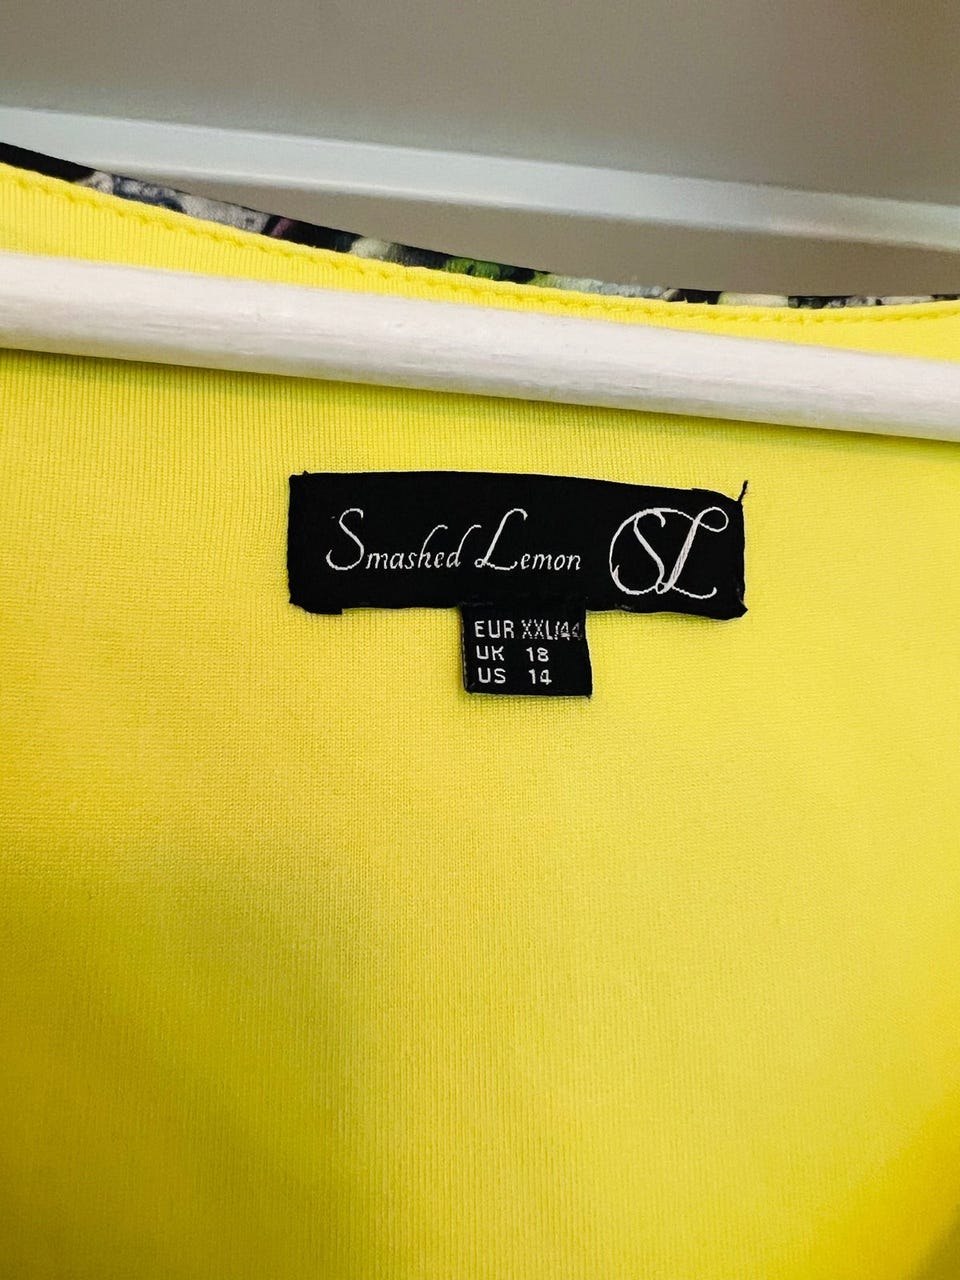 Smashed Lemon SL
EUR XXL/44
UK 18
US 14